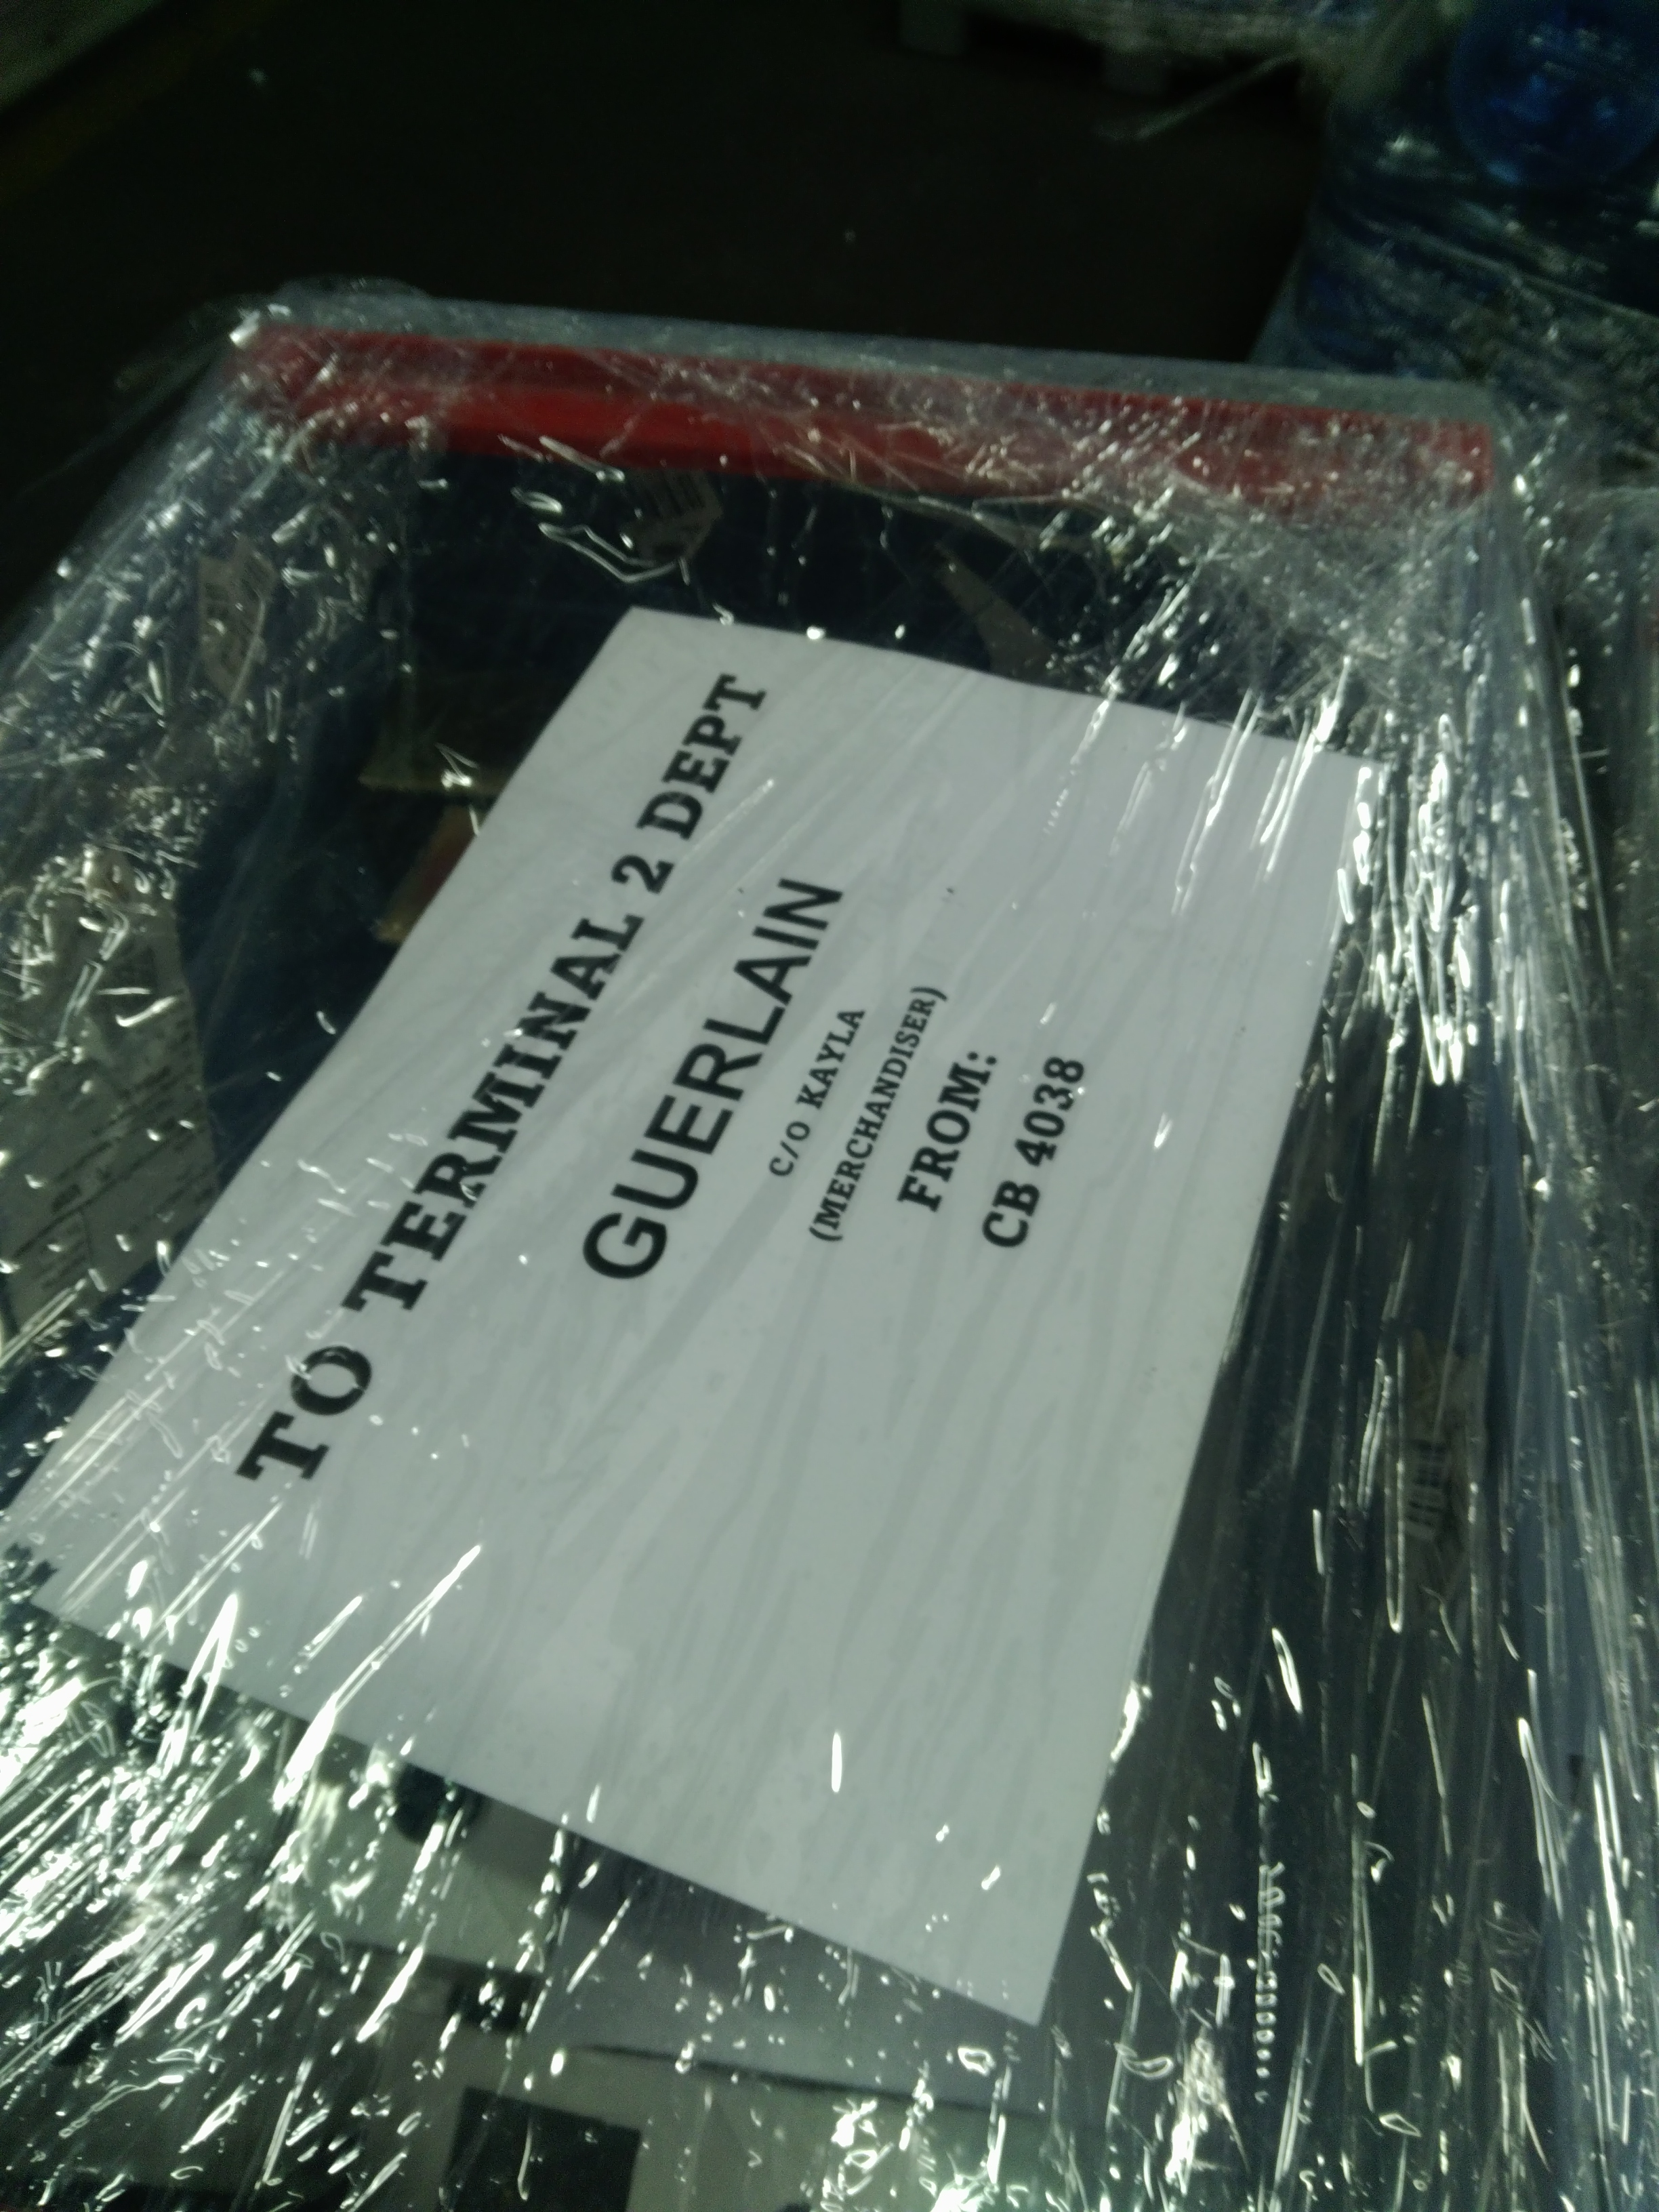 TO TERMINAL 2 DEPT
GUERLAIN
C/O KAYLA
(MERCHANDISER)
FROM:
CB 4038